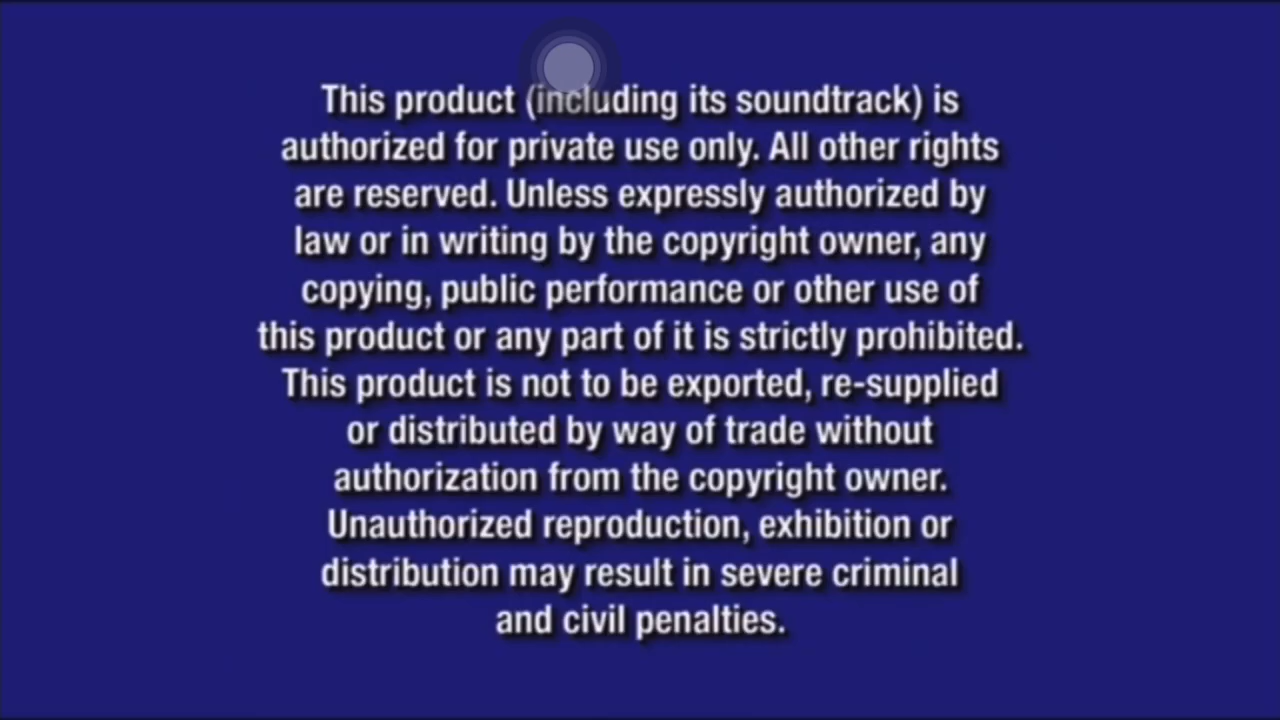 This product (including its soundtrack) is
authorized for private use only. All other rights
are reserved. Unless expressly authorized by
law or in writing by the copyright owner, any
copying, public performance or other use of
this product or any part of it is strictly prohibited.
This product is not to be exported, re-supplied
or distributed by way of trade without
authorization from the copyright owner.
Unauthorized reproduction, exhibition or
distribution may result in severe criminal
and civil penalties.